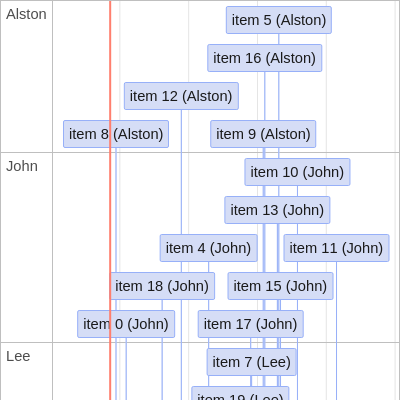 Alston
item 5 (Alston)
item 16 (Alston)
item 12 (Alston)
item 8 (Alston)
item 9 (Alston)
John
item 10 (John)
item 13 (John)
item 4 (John)
item 11 (John)
item 18 (John)
item 15 (John)
item 0 (John)
item 17 (John)
Lee
item 7 (Lee)
item 19 (Lee)